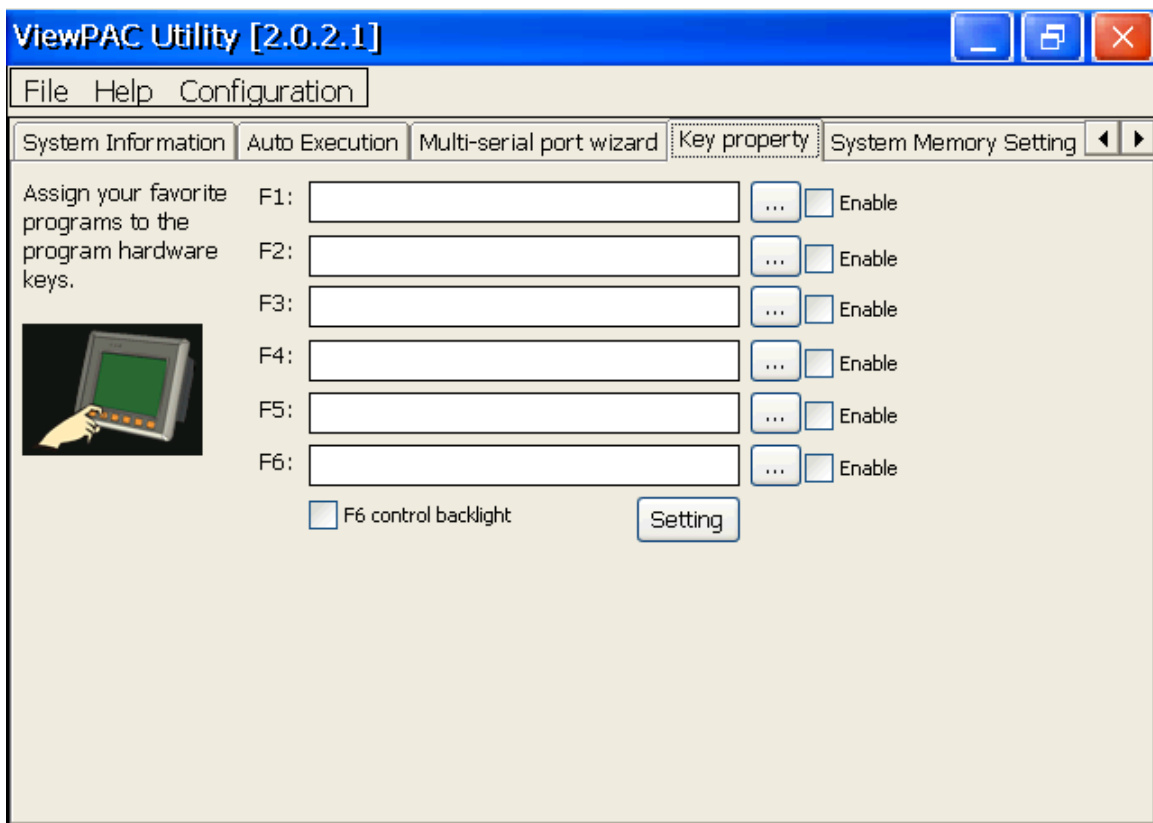 ViewPAC Utility [2.0.2.1]
File Help Configuration
System Information Auto Execution Multi-serial port wizard Key property System Memory Setting
Assign your favorite
programs to the
program hardware
keys.
F1: ... Enable
F2: ... Enable
F3: ... Enable
F4: ... Enable
F5: ... Enable
F6: ... Enable
F6 control backlight Setting